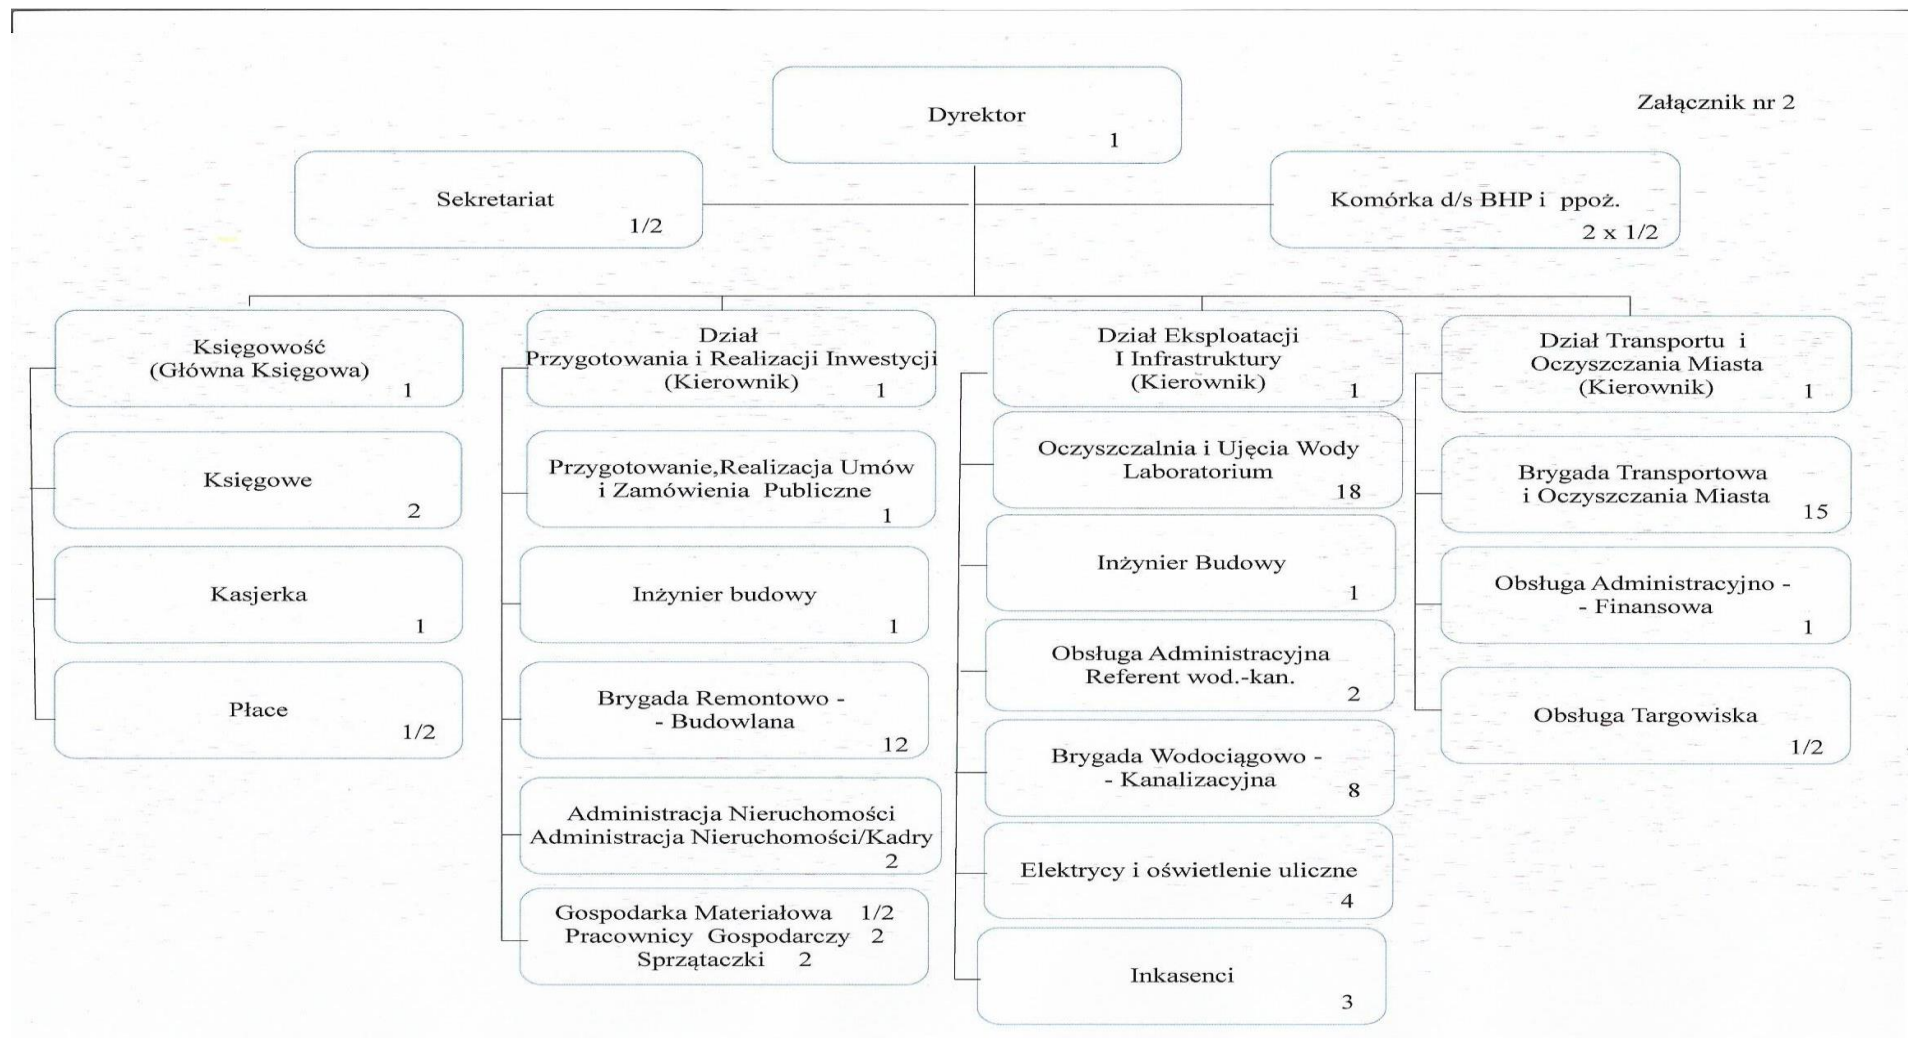 Załącznik nr 2
Dyrektor
1
Sekretariat
1/2
Komórka d/s BHP i ppoż.
2 x 1/2
Księgowość
(Główna Księgowa)
1
Księgowe
2
Kasjerka
1
Płace
1/2
Dział
Przygotowania i Realizacji Inwestycji
(Kierownik)
1
Przygotowanie,Realizacja Umów
i Zamówienia Publiczne
1
Inżynier budowy
1
Brygada Remontowo -
- Budowlana
12
Administracja Nieruchomości
Administracja Nieruchomości/Kadry
2
Gospodarka Materiałowa 1/2
Pracownicy Gospodarczy 2
Sprzątaczki 2
Dział Eksploatacji
I Infrastruktury
(Kierownik)
1
Oczyszczalnia i Ujęcia Wody
Laboratorium
18
Inżynier Budowy
1
Obsługa Administracyjna
Referent wod.-kan.
2
Brygada Wodociągowo -
- Kanalizacyjna
8
Elektrycy i oświetlenie uliczne
4
Inkasenci
3
Dział Transportu i
Oczyszczania Miasta
(Kierownik)
1
Brygada Transportowa
i Oczyszczania Miasta
15
Obsługa Administracyjno -
- Finansowa
1
Obsługa Targowiska
1/2